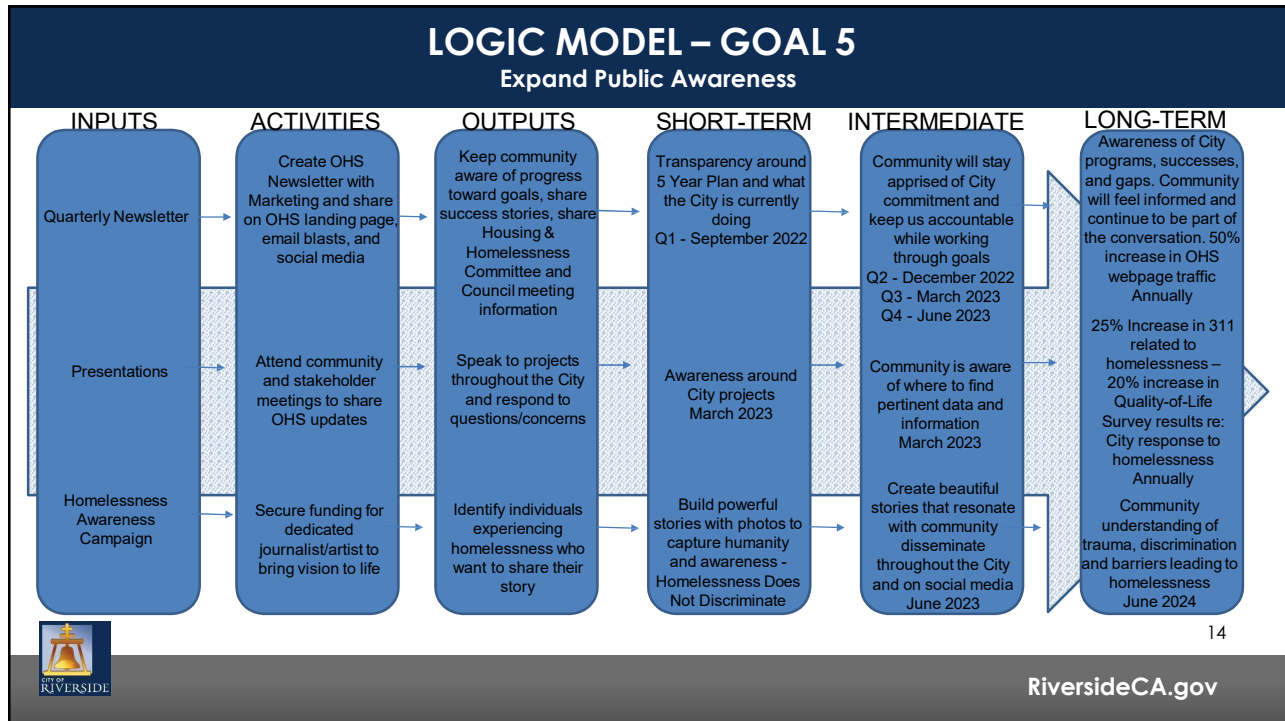 LOGIC MODEL – GOAL 5
Expand Public Awareness
INPUTS
Quarterly Newsletter
Presentations
Homelessness
Awareness
Campaign
ACTIVITIES
Create OHS
Newsletter with
Marketing and share
on OHS landing page,
email blasts, and
social media
Attend community
and stakeholder
meetings to share
OHS updates
Secure funding for
dedicated
journalist/artist to
bring vision to life
OUTPUTS
Keep community
aware of progress
toward goals, share
success stories, share
Housing &
Homelessness
Committee and
Council meeting
information
Speak to projects
throughout the City
and respond to
questions/concerns
Identify individuals
experiencing
homelessness who
want to share their
story
SHORT-TERM
Transparency around
5 Year Plan and what
the City is currently
doing
Q1 - September 2022
Awareness around
City projects
March 2023
Build powerful
stories with photos to
capture humanity
and awareness -
Homelessness Does
Not Discriminate
INTERMEDIATE
Community will stay
apprised of City
commitment and
keep us accountable
while working
through goals
Q2 - December 2022
Q3 - March 2023
Q4 - June 2023
Community is aware
of where to find
pertinent data and
information
March 2023
Create beautiful
stories that resonate
with community
disseminate
throughout the City
and on social media
June 2023
LONG-TERM
Awareness of City
programs, successes,
and gaps. Community
will feel informed and
continue to be part of
the conversation. 50%
increase in OHS
webpage traffic
Annually
25% Increase in 311
related to
homelessness –
20% increase in
Quality-of-Life
Survey results re:
City response to
homelessness
Annually
Community
understanding of
trauma, discrimination
and barriers leading to
homelessness
June 2024
14
CITY OF
RIVERSIDE
RiversideCA.gov